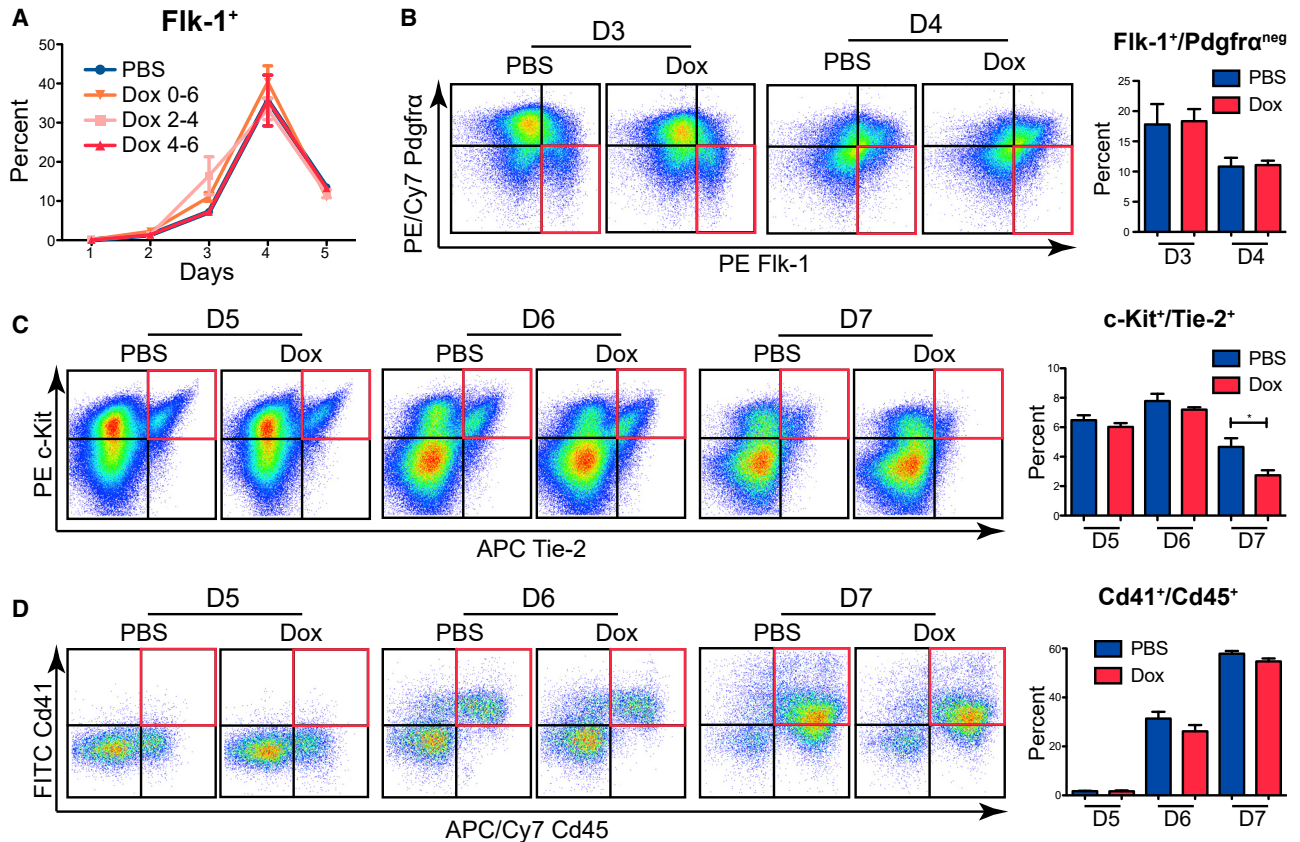 A
Flk-1⁺
PBS
Dox 0-6
Dox 2-4
Dox 4-6
50
40
30
20
10
0
Percent
1 2 3 4 5
Days
B
D3 D4
PBS Dox PBS Dox
PE/Cy7 Pdgfrα
PE Flk-1
Flk-1⁺/Pdgfrαⁿᵉᵍ
PBS
Dox
25
20
15
10
5
0
Percent
D3 D4
C
D5 D6 D7
PBS Dox PBS Dox PBS Dox
PE c-Kit
APC Tie-2
c-Kit⁺/Tie-2⁺
PBS
Dox
8
6
4
2
0
*
Percent
D5 D6 D7
D
D5 D6 D7
PBS Dox PBS Dox PBS Dox
FITC Cd41
APC/Cy7 Cd45
Cd41⁺/Cd45⁺
PBS
Dox
60
40
20
0
Percent
D5 D6 D7